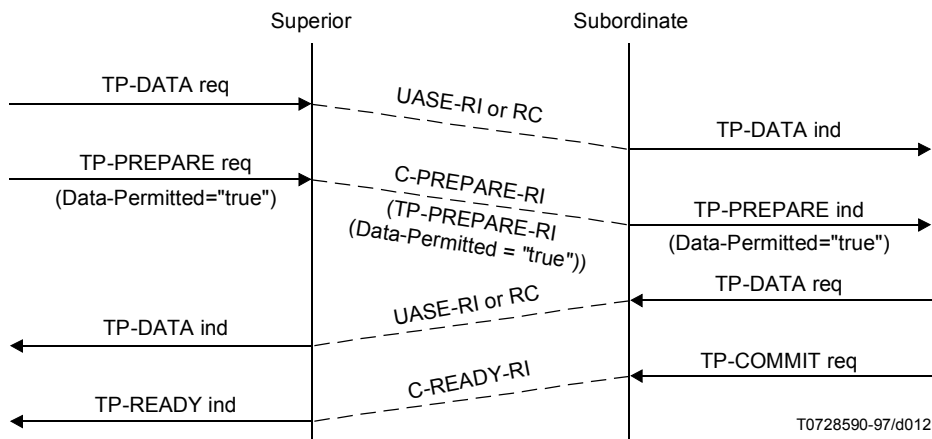 Superior
Subordinate
TP-DATA req
UASE-RI or RC
TP-DATA ind
TP-PREPARE req
(Data-Permitted="true")
C-PREPARE-RI
(TP-PREPARE-RI
(Data-Permitted = "true"))
TP-PREPARE ind
(Data-Permitted="true")
TP-DATA req
UASE-RI or RC
TP-DATA ind
TP-COMMIT req
C-READY-RI
TP-READY ind
T0728590-97/d012